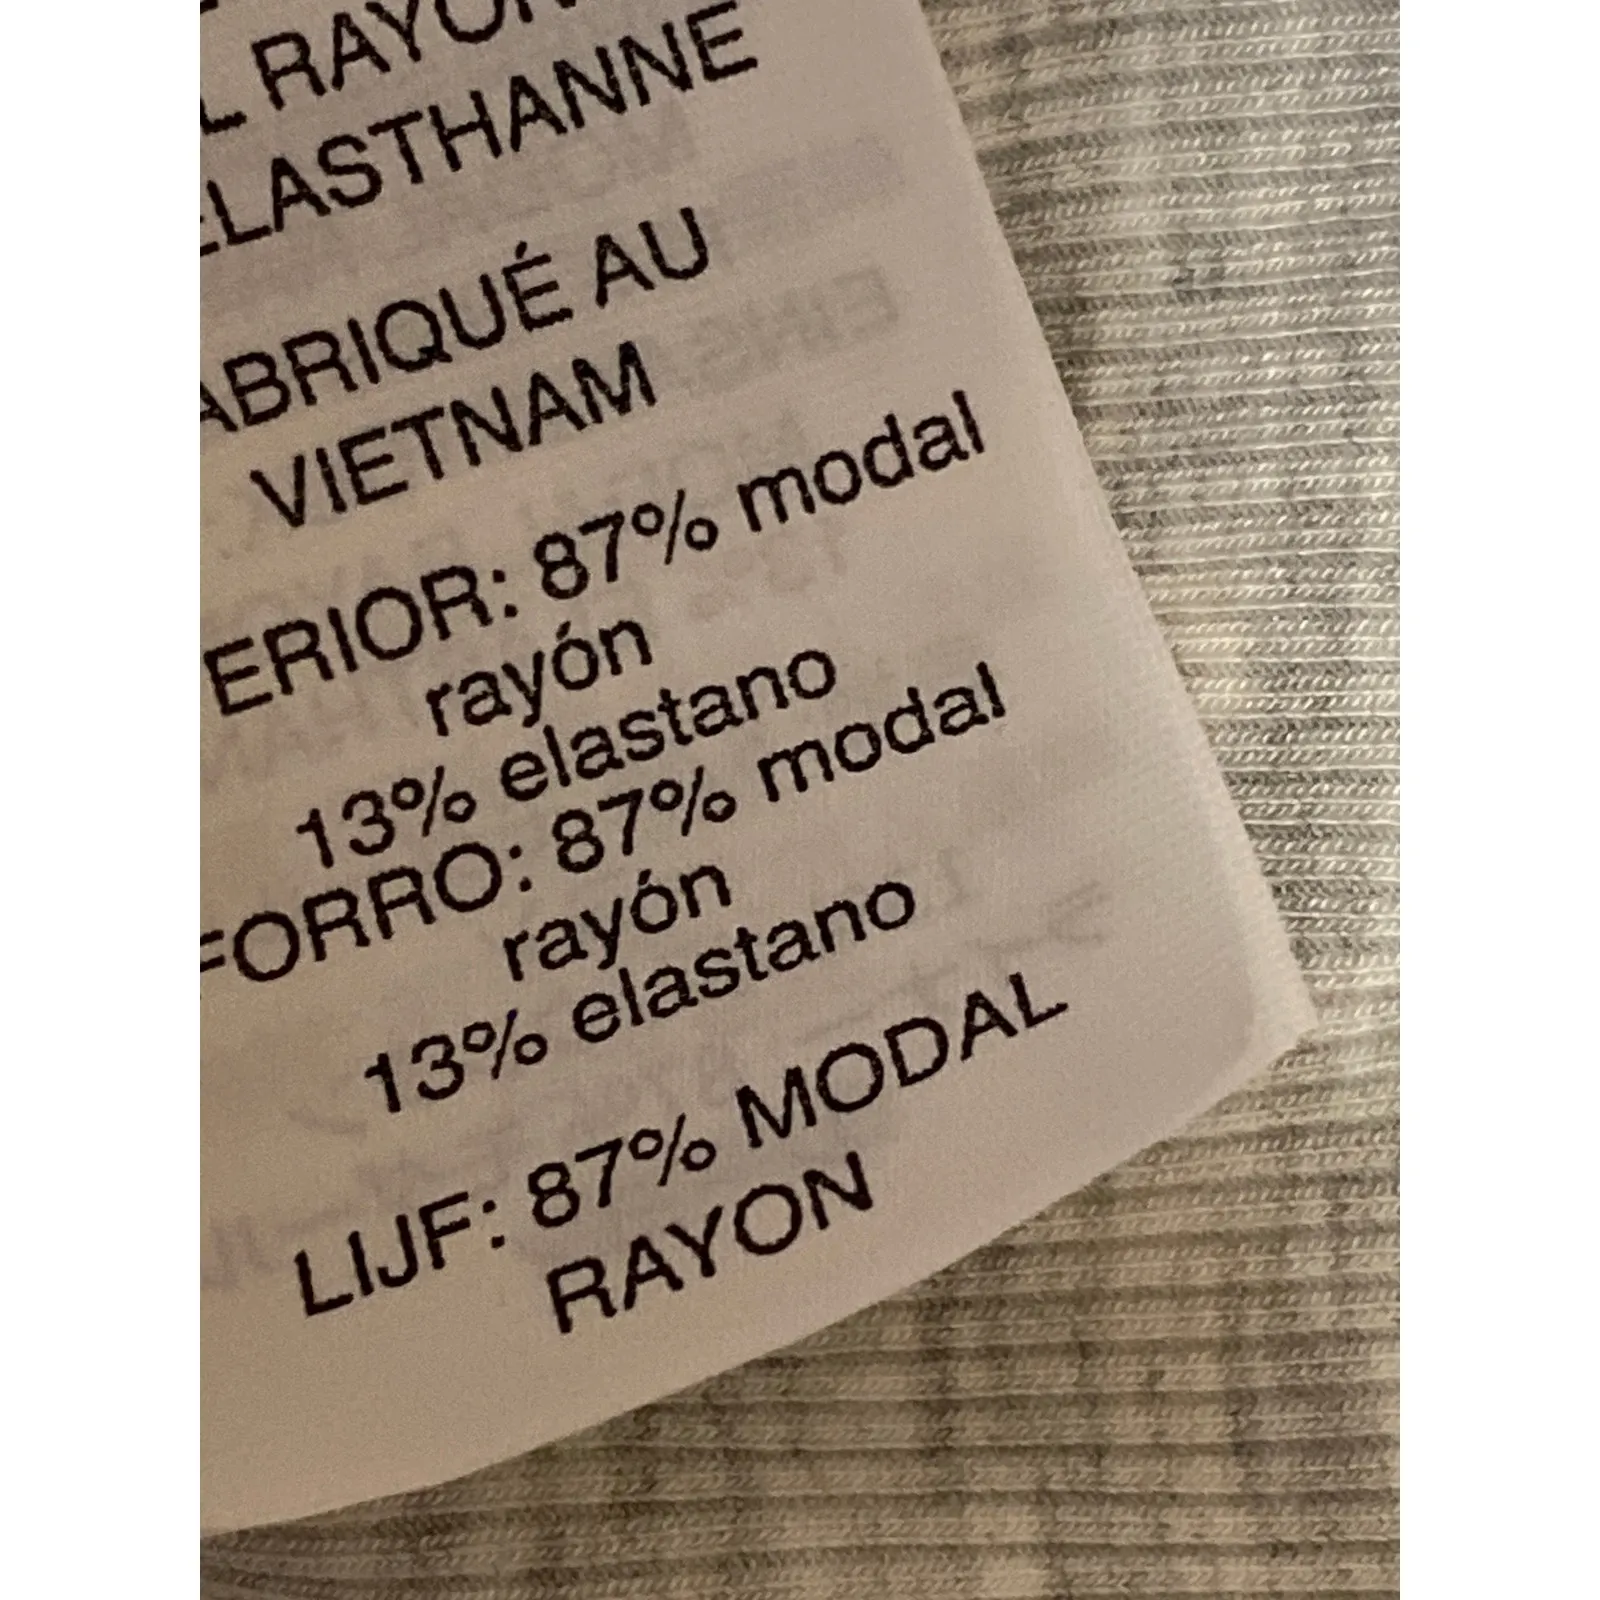 RAYON
ELASTHANNE
ABRIQUÉ AU
VIETNAM
ERIOR: 87% modal
rayón
13% elastano
FORRO: 87% modal
rayón
13% elastano
LIJF: 87% MODAL
RAYON